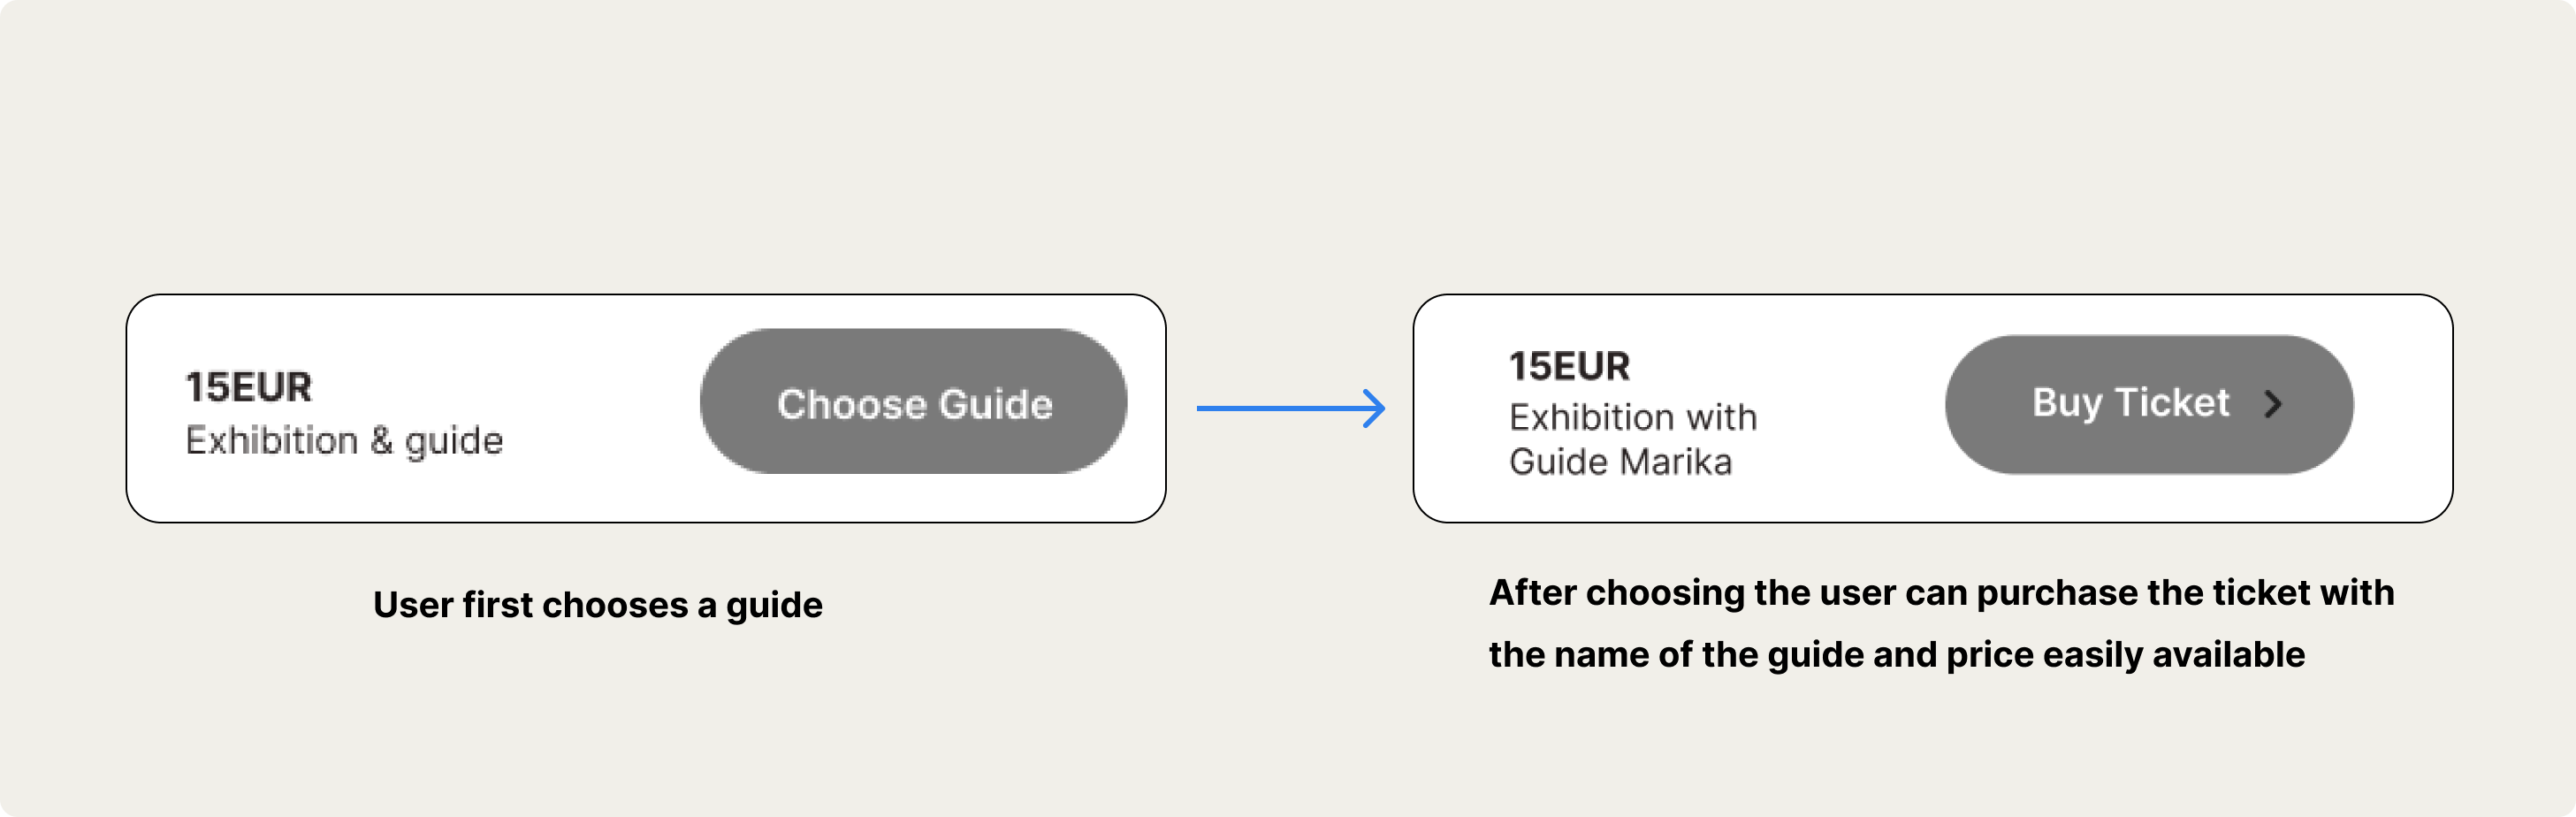 15EUR
Exhibition & guide
Choose Guide
User first chooses a guide
15EUR
Exhibition with
Guide Marika
Buy Ticket
After choosing the user can purchase the ticket with
the name of the guide and price easily available